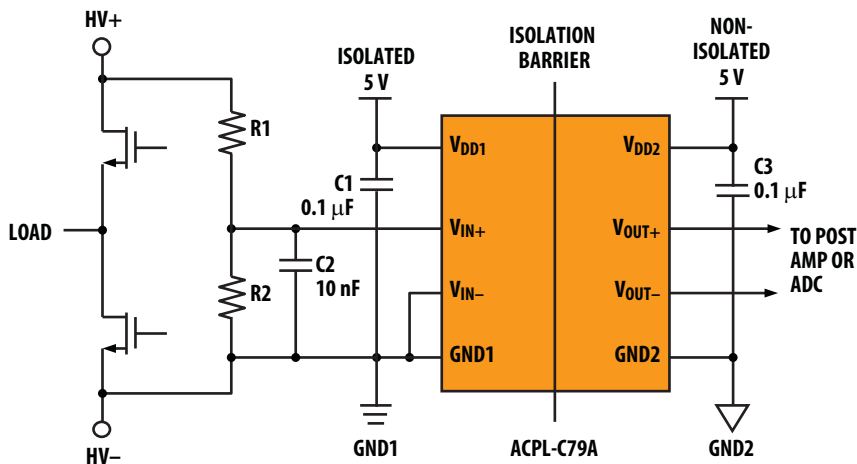 HV+
R1
LOAD
R2
HV–
C2
10 nF
ISOLATED
5 V
C1
0.1 µF
GND1
ISOLATION
BARRIER
VDD1
VIN+
VIN–
GND1
VDD2
VOUT+
VOUT–
GND2
ACPL-C79A
NON-
ISOLATED
5 V
C3
0.1 µF
TO POST
AMP OR
ADC
GND2